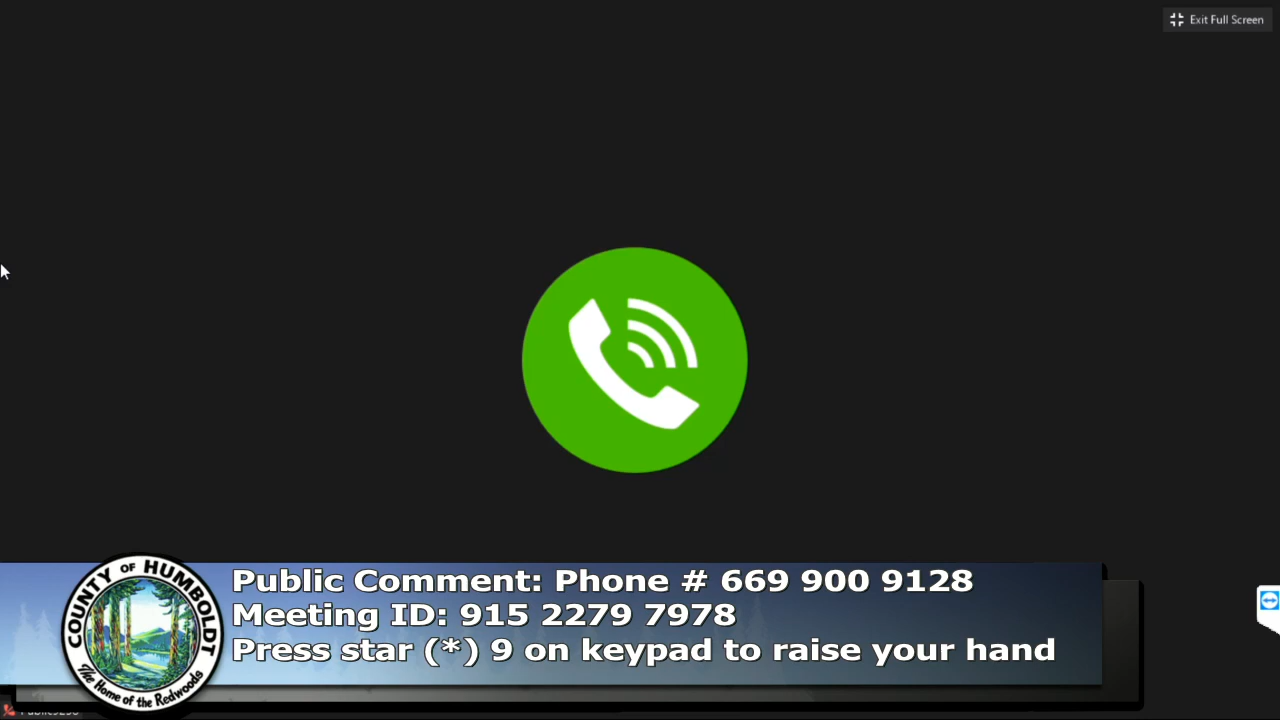 Exit Full Screen
Public Comment: Phone # 669 900 9128
Meeting ID: 915 2279 7978
Press star (*) 9 on keypad to raise your hand
COUNTY OF HUMBOLDT
The Home of the Redwoods